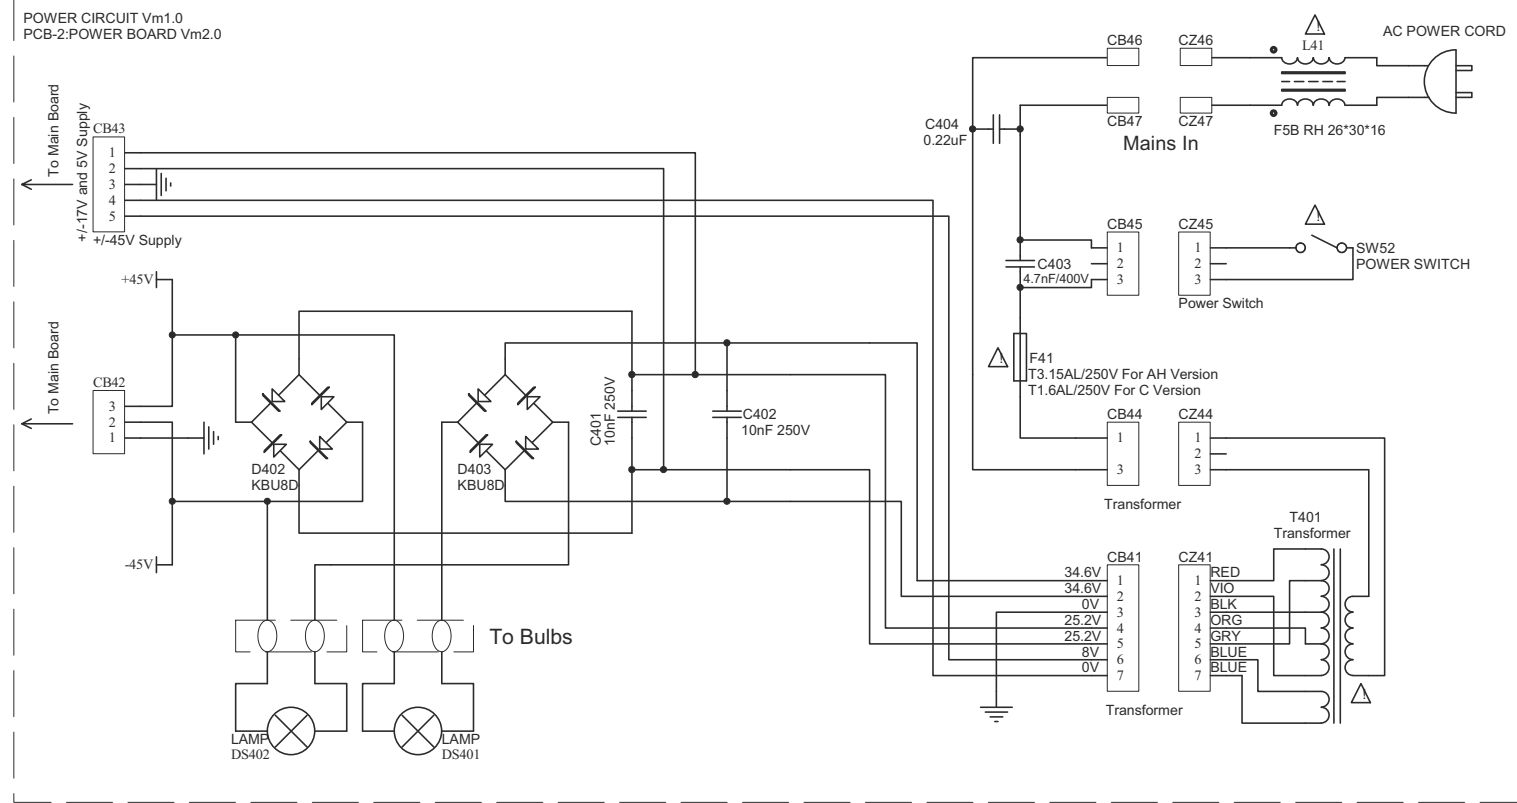 POWER CIRCUIT Vm1.0
PCB-2:POWER BOARD Vm2.0
To Main Board
+/-17V and 5V Supply
CB43
1
2
3
4
5
+/-45V Supply
+45V
To Main Board
CB42
3
2
1
-45V
D402
KBU8D
D403
KBU8D
C401
10nF 250V
C402
10nF 250V
To Bulbs
LAMP
DS402
LAMP
DS401
CB46
CZ46
!
L41
AC POWER CORD
C404
0.22uF
CB47
CZ47
F5B RH 26*30*16
Mains In
CB45
CZ45
!
1
2
3
1
2
3
SW52
POWER SWITCH
C403
4.7nF/400V
Power Switch
!
F41
T3.15AL/250V For AH Version
T1.6AL/250V For C Version
CB44
CZ44
1
3
1
2
3
Transformer
T401
Transformer
CB41
CZ41
34.6V 1 1 RED
34.6V 2 2 VIO
0V 3 3 BLK
25.2V 4 4 ORG
25.2V 5 5 GRY
8V 6 6 BLUE
0V 7 7 BLUE
!
Transformer